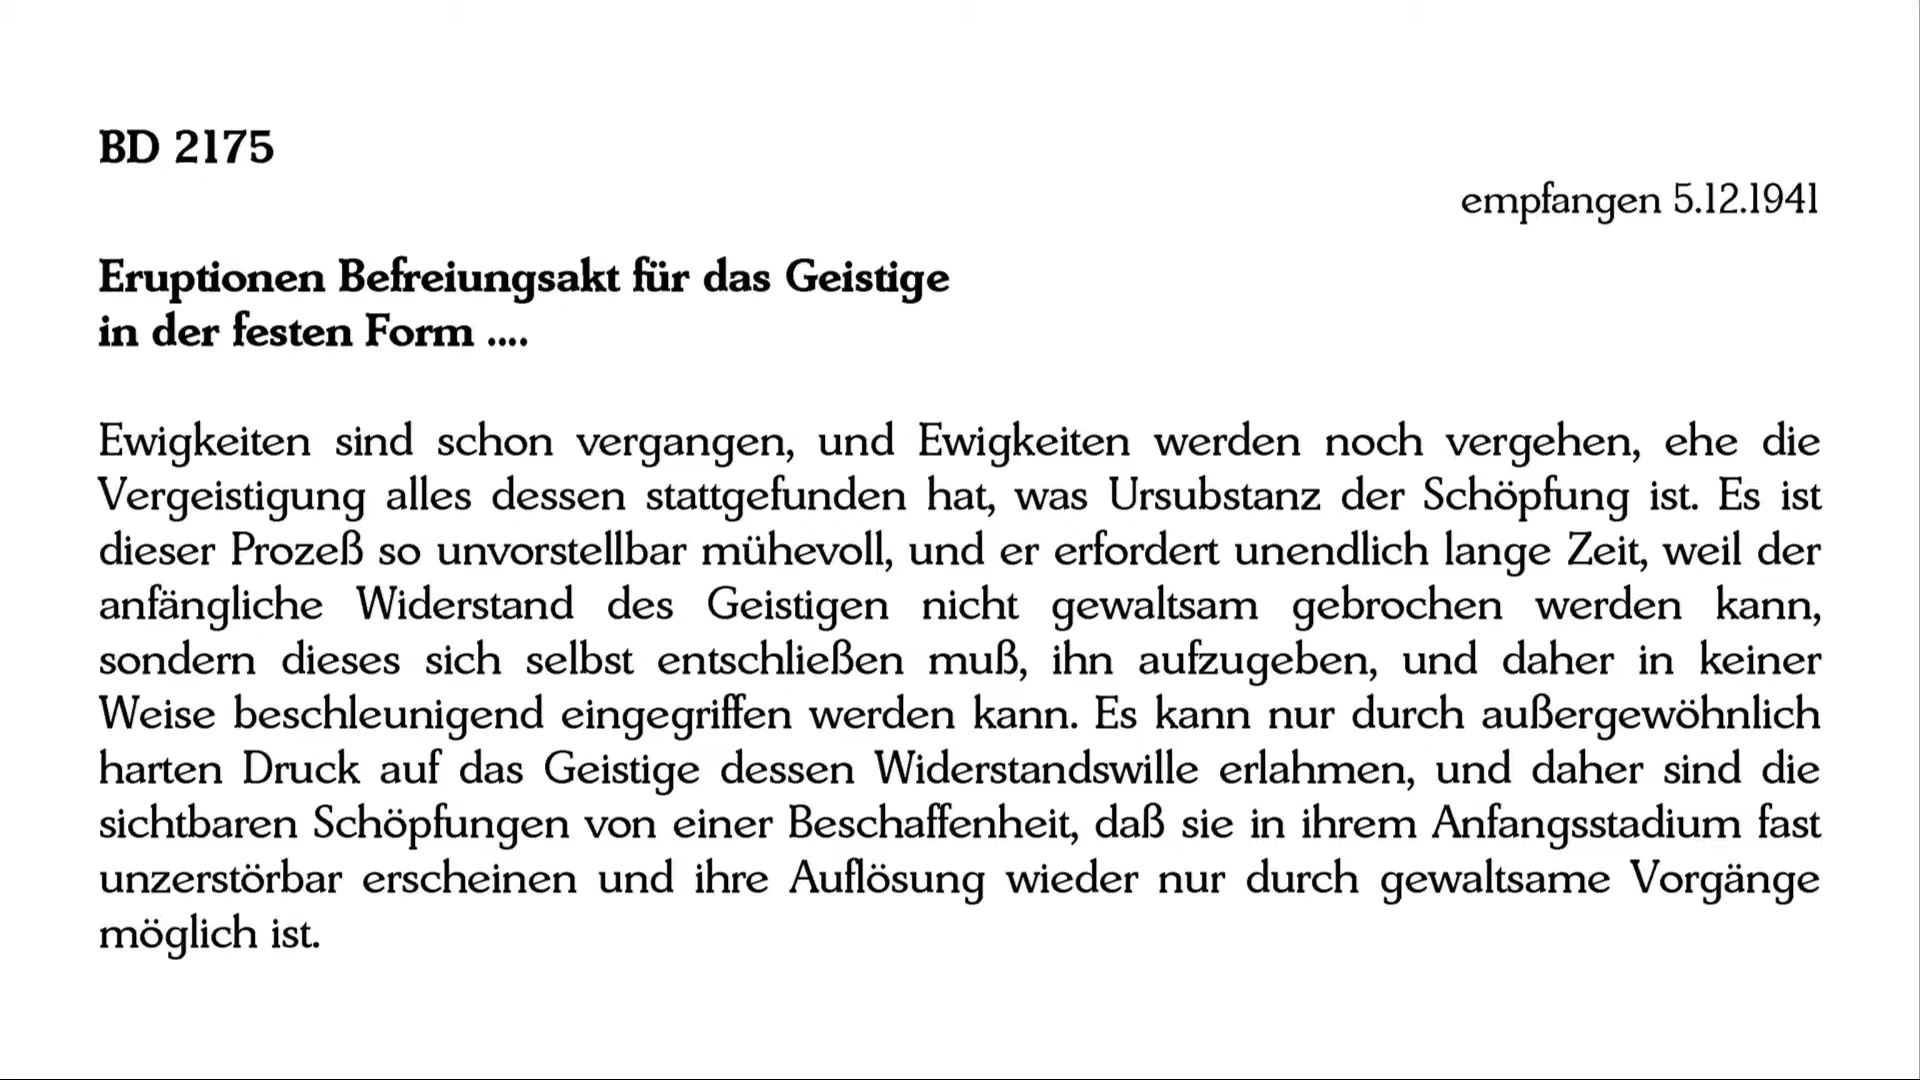 BD 2175
empfangen 5.12.1941
Eruptionen Befreiungsakt für das Geistige
in der festen Form ....
Ewigkeiten sind schon vergangen, und Ewigkeiten werden noch vergehen, ehe die
Vergeistigung alles dessen stattgefunden hat, was Ursubstanz der Schöpfung ist. Es ist
dieser Prozeß so unvorstellbar mühevoll, und er erfordert unendlich lange Zeit, weil der
anfängliche Widerstand des Geistigen nicht gewaltsam gebrochen werden kann,
sondern dieses sich selbst entschließen muß, ihn aufzugeben, und daher in keiner
Weise beschleunigend eingegriffen werden kann. Es kann nur durch außergewöhnlich
harten Druck auf das Geistige dessen Widerstandswille erlahmen, und daher sind die
sichtbaren Schöpfungen von einer Beschaffenheit, daß sie in ihrem Anfangsstadium fast
unzerstörbar erscheinen und ihre Auflösung wieder nur durch gewaltsame Vorgänge
möglich ist.